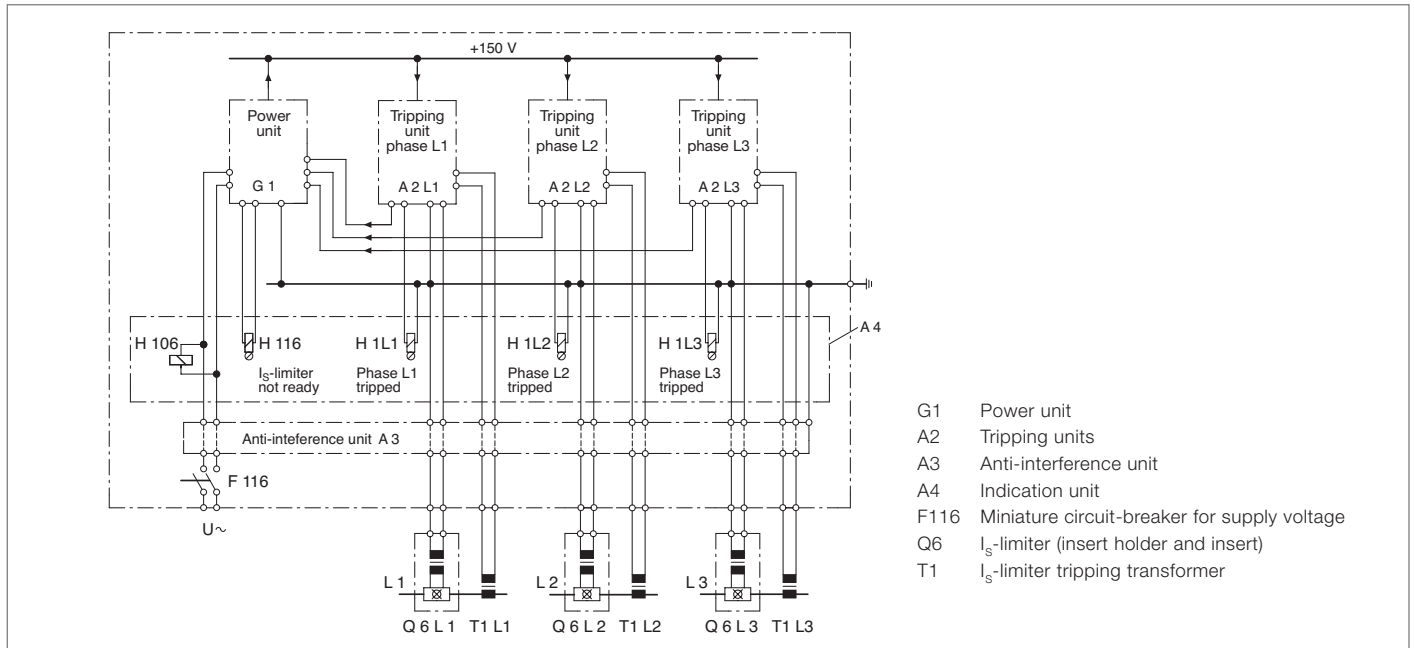 +150 V
Power
unit
G 1
Tripping
unit
phase L1
A 2 L1
Tripping
unit
phase L2
A 2 L2
Tripping
unit
phase L3
A 2 L3
A 4
H 106
H 116
I_S-limiter
not ready
H 1L1
Phase L1
tripped
H 1L2
Phase L2
tripped
H 1L3
Phase L3
tripped
Anti-inteference unit A 3
F 116
U~
L 1
L 2
L 3
Q 6 L 1
T1 L1
Q 6 L 2
T1 L2
Q 6 L 3
T1 L3
G1 Power unit
A2 Tripping units
A3 Anti-interference unit
A4 Indication unit
F116 Miniature circuit-breaker for supply voltage
Q6 I_S-limiter (insert holder and insert)
T1 I_S-limiter tripping transformer